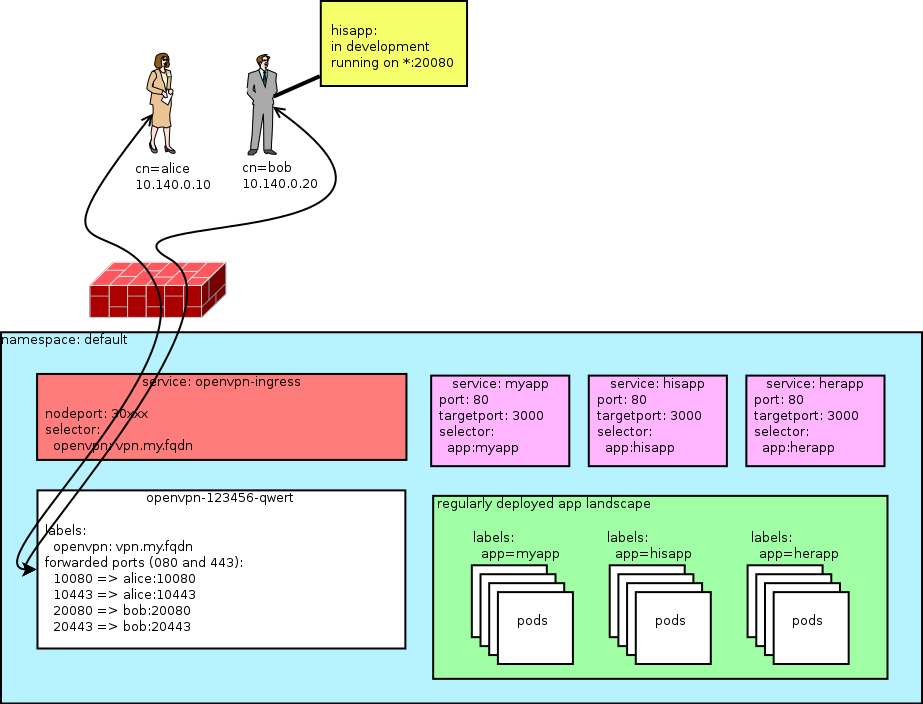 hisapp:
in development
running on *:20080
cn=alice
10.140.0.10
cn=bob
10.140.0.20
namespace: default
service: openvpn-ingress
nodeport: 30xxx
selector:
openvpn: vpn.my.fqdn
service: myapp
port: 80
targetport: 3000
selector:
app:myapp
service: hisapp
port: 80
targetport: 3000
selector:
app:hisapp
service: herapp
port: 80
targetport: 3000
selector:
app:herapp
openvpn-123456-qwert
labels:
openvpn: vpn.my.fqdn
forwarded ports (080 and 443):
10080 => alice:10080
10443 => alice:10443
20080 => bob:20080
20443 => bob:20443
regularly deployed app landscape
labels:
app=myapp
pods
labels:
app=hisapp
pods
labels:
app=herapp
pods